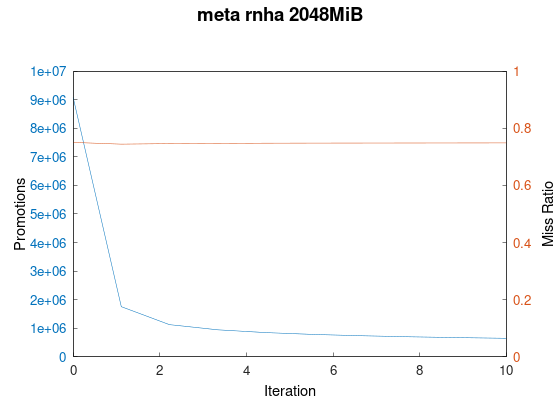 meta rnha 2048MiB
1e+07
9e+06
8e+06
7e+06
6e+06
5e+06
4e+06
3e+06
2e+06
1e+06
0
Promotions
1
0.8
0.6
0.4
0.2
0
Miss Ratio
0 2 4 6 8 10
Iteration